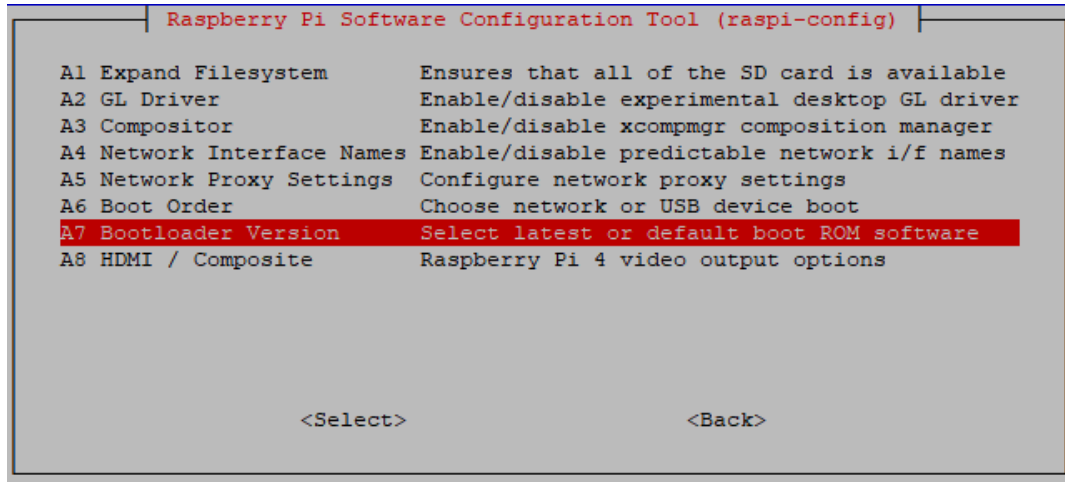 Raspberry Pi Software Configuration Tool (raspi-config)
A1 Expand Filesystem Ensures that all of the SD card is available
A2 GL Driver Enable/disable experimental desktop GL driver
A3 Compositor Enable/disable xcompmgr composition manager
A4 Network Interface Names Enable/disable predictable network i/f names
A5 Network Proxy Settings Configure network proxy settings
A6 Boot Order Choose network or USB device boot
A7 Bootloader Version Select latest or default boot ROM software
A8 HDMI / Composite Raspberry Pi 4 video output options
<Select> <Back>